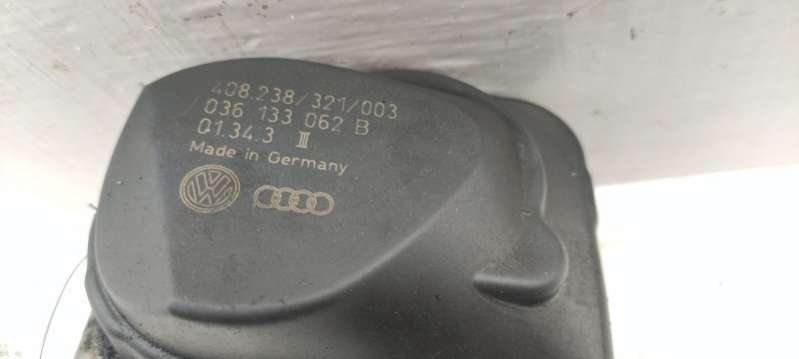 408.238/321/003
036 133 062 B
01.34.3 III
Made in Germany
VW